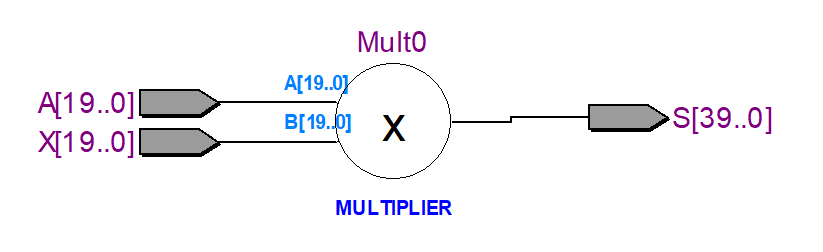 Mult0
A[19..0]
A[19..0]
B[19..0]
X[19..0]
X
S[39..0]
MULTIPLIER